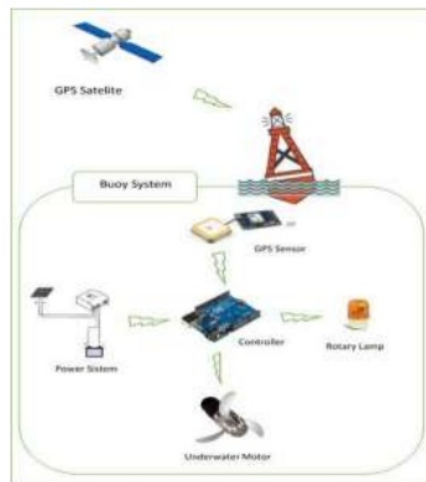 GPS Satelite
Buoy System
GPS Sensor
Controller
Rotary Lamp
Power Sistem
Underwater Motor